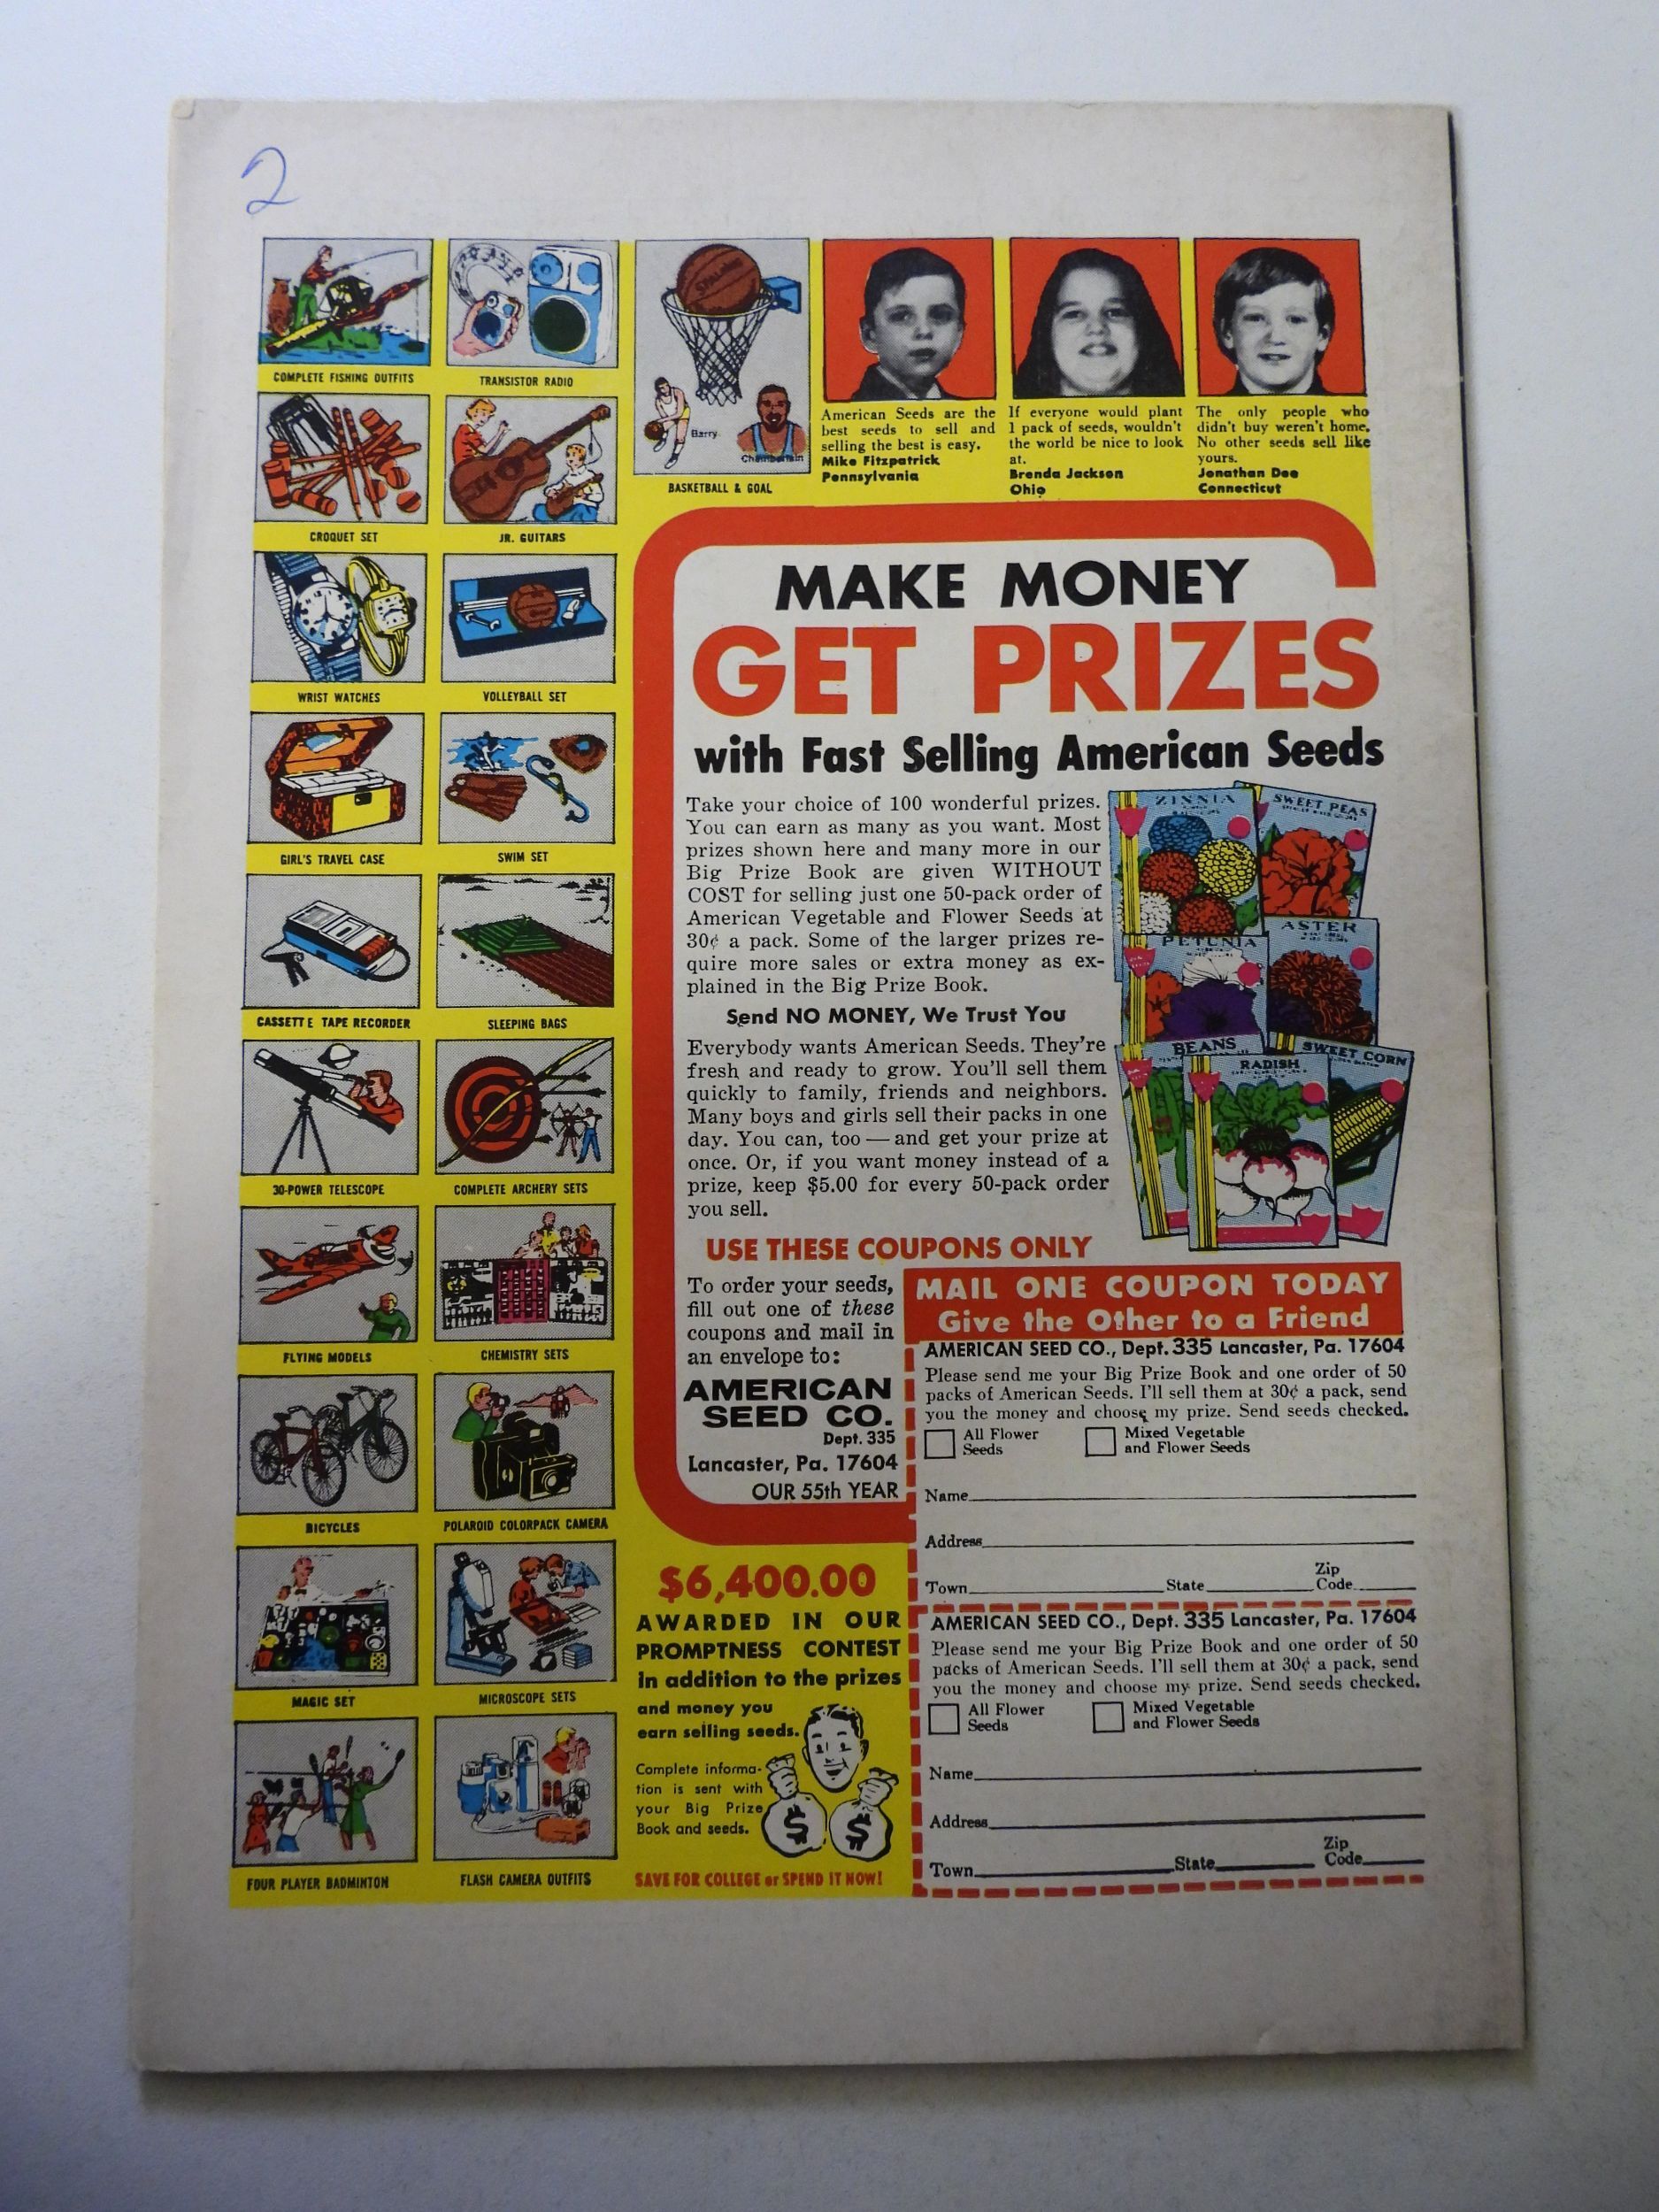 2
COMPLETE FISHING OUTFITS
TRANSISTOR RADIO
CROQUET SET
JR. GUITARS
WRIST WATCHES
VOLLEYBALL SET
GIRL'S TRAVEL CASE
SWIM SET
CASSETTE TAPE RECORDER
SLEEPING BAGS
30-POWER TELESCOPE
COMPLETE ARCHERY SETS
FLYING MODELS
CHEMISTRY SETS
BICYCLES
POLAROID COLORPACK CAMERA
MAGIC SET
MICROSCOPE SETS
FOUR PLAYER BADMINTON
FLASH CAMERA OUTFITS
SPALDING
Barry
Chamberlain
BASKETBALL & GOAL
American Seeds are the
best seeds to sell and
selling the best is easy.
Mike Fitzpatrick
Pennsylvania
If everyone would plant
1 pack of seeds, wouldn't
the world be nice to look
at.
Brenda Jackson
Ohio
The only people who
didn't buy weren't home.
No other seeds sell like
yours.
Jonathan Dee
Connecticut
MAKE MONEY
GET PRIZES
with Fast Selling American Seeds
Take your choice of 100 wonderful prizes.
You can earn as many as you want. Most
prizes shown here and many more in our
Big Prize Book are given WITHOUT
COST for selling just one 50-pack order of
American Vegetable and Flower Seeds at
30¢ a pack. Some of the larger prizes re-
quire more sales or extra money as ex-
plained in the Big Prize Book.
Send NO MONEY, We Trust You
Everybody wants American Seeds. They're
fresh and ready to grow. You'll sell them
quickly to family, friends and neighbors.
Many boys and girls sell their packs in one
day. You can, too — and get your prize at
once. Or, if you want money instead of a
prize, keep $5.00 for every 50-pack order
you sell.
ZINNIA
SWEET PEAS
PETUNIA
ASTER
BEANS
RADISH
SWEET CORN
USE THESE COUPONS ONLY
To order your seeds,
fill out one of these
coupons and mail in
an envelope to:
AMERICAN
SEED CO.
Dept. 335
Lancaster, Pa. 17604
OUR 55th YEAR
$6,400.00
AWARDED IN OUR
PROMPTNESS CONTEST
in addition to the prizes
and money you
earn selling seeds.
Complete informa-
tion is sent with
your Big Prize
Book and seeds.
$ $
SAVE FOR COLLEGE or SPEND IT NOW!
MAIL ONE COUPON TODAY
Give the Other to a Friend
AMERICAN SEED CO., Dept. 335 Lancaster, Pa. 17604
Please send me your Big Prize Book and one order of 50
packs of American Seeds. I'll sell them at 30¢ a pack, send
you the money and choose my prize. Send seeds checked.
All Flower
Seeds
Mixed Vegetable
and Flower Seeds
Name
Address
Town State Zip Code
AMERICAN SEED CO., Dept. 335 Lancaster, Pa. 17604
Please send me your Big Prize Book and one order of 50
packs of American Seeds. I'll sell them at 30¢ a pack, send
you the money and choose my prize. Send seeds checked.
All Flower
Seeds
Mixed Vegetable
and Flower Seeds
Name
Address
Town State Zip Code